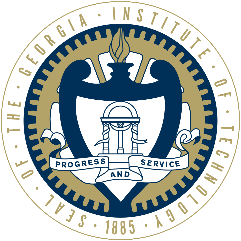 SEAL · OF · THE · GEORGIA · INSTITUTE · OF · TECHNOLOGY ·
PROGRESS
AND
SERVICE
· 1885 ·